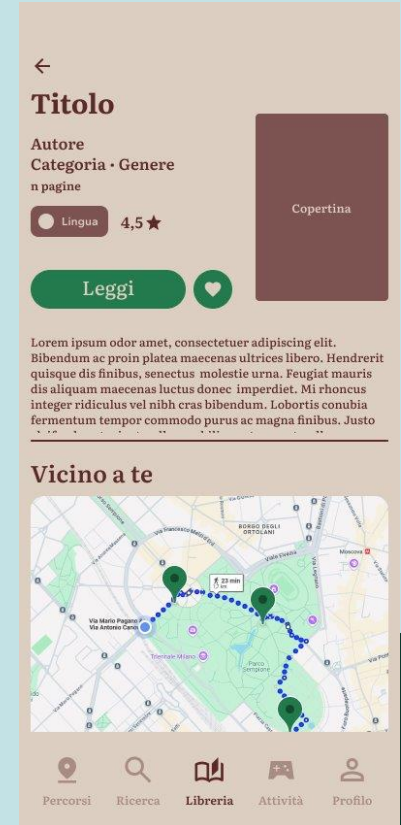 Titolo
Autore
Categoria • Genere
n pagine
Copertina
Lingua
4,5
Leggi
Lorem ipsum odor amet, consectetuer adipiscing elit.
Bibendum ac proin platea maecenas ultrices libero. Hendrerit
quisque dis finibus, senectus molestie urna. Feugiat mauris
dis aliquam maecenas luctus donec imperdiet. Mi rhoncus
integer ridiculus vel nibh cras bibendum. Lobortis conubia
fermentum tempor commodo purus ac magna finibus. Justo
Vicino a te
BORGO DEGLI
ORTOLANI
Moscova
23 min
Via Mario Pagano
Triennale Milano
Parco
Sempione
Percorsi
Ricerca
Libreria
Attività
Profilo